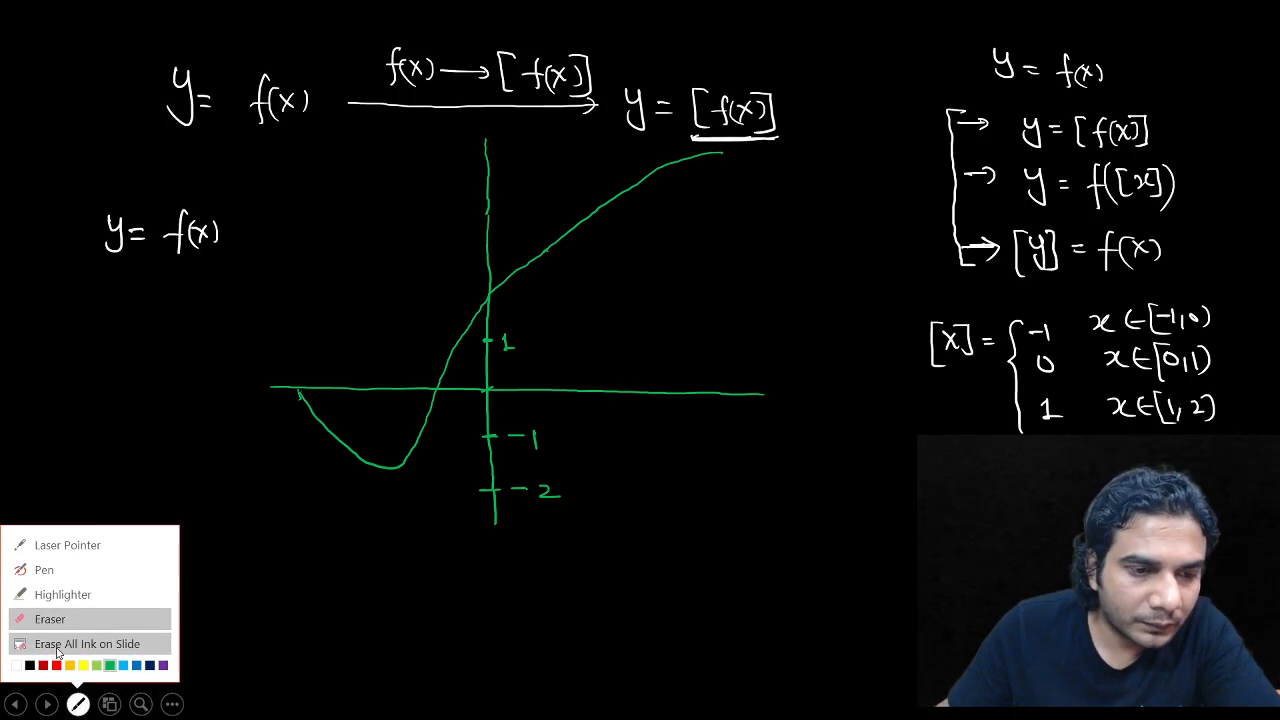 y = f(x) f(x) → [f(x)] y = [f(x)]
y = f(x)
1
-1
-2
y = f(x)
→ y = [f(x)]
→ y = f([x])
→ [y] = f(x)
[x] = { -1 x ∈ [-1, 0)
0 x ∈ [0, 1)
1 x ∈ [1, 2)
Laser Pointer
Pen
Highlighter
Eraser
Erase All Ink on Slide